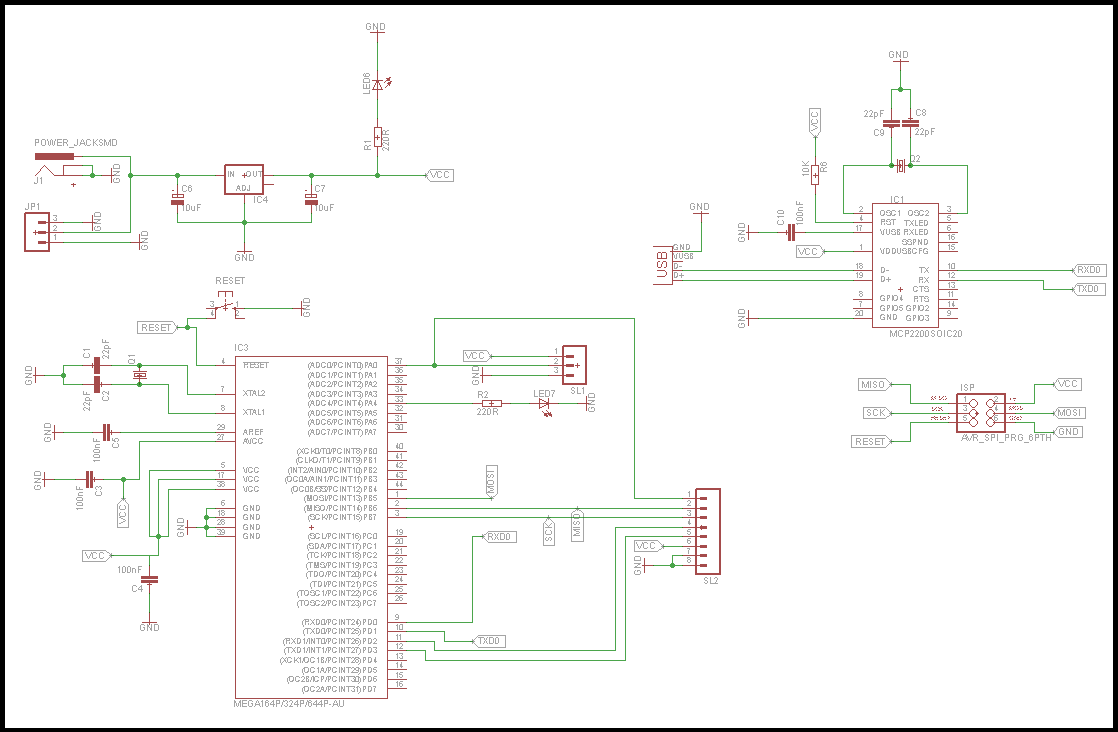 GND
LED6
R1
220R
VCC
POWER_JACKSMD
J1
GND
JP1
3
2
1
GND
GND
C6
10uF
IN
OUT
ADJ
IC4
C7
10uF
GND
GND
22pF
C9
C8
22pF
Q2
VCC
10K
R6
C10
100nF
GND
VCC
GND
GND
USB
GND
VUSB
D-
D+
IC1
2
4
17
1
18
19
8
7
20
OSC1
RST
VUSB
VDD
D-
D+
GPIO4
GPIO5
GND
OSC2
TXLED
RXLED
SSPND
USBCFG
TX
RX
CTS
RTS
GPIO2
GPIO3
3
5
6
16
15
10
12
13
11
14
9
RXD0
TXD0
MCP2200SOIC20
RESET
3
4
1
2
GND
RESET
IC3
C1
22pF
Q1
GND
22pF
C2
GND
100nF
C5
GND
100nF
C3
VCC
GND
VCC
100nF
C4
GND
4
7
8
29
27
5
17
38
6
18
28
39
RESET
XTAL2
XTAL1
AREF
AVCC
VCC
VCC
VCC
GND
GND
GND
GND
(ADC0/PCINT0)PA0 37
(ADC1/PCINT1)PA1 36
(ADC2/PCINT2)PA2 35
(ADC3/PCINT3)PA3 34
(ADC4/PCINT4)PA4 33
(ADC5/PCINT5)PA5 32
(ADC6/PCINT6)PA6 31
(ADC7/PCINT7)PA7 30
(XCK0/T0/PCINT8)PB0 40
(CLKO/T1/PCINT9)PB1 41
(INT2/AIN0/PCINT10)PB2 42
(OC0A/AIN1/PCINT11)PB3 43
(OC0B/SS/PCINT12)PB4 44
(MOSI/PCINT13)PB5 1
(MISO/PCINT14)PB6 2
(SCK/PCINT15)PB7 3
(SCL/PCINT16)PC0 19
(SDA/PCINT17)PC1 20
(TCK/PCINT18)PC2 21
(TMS/PCINT19)PC3 22
(TDO/PCINT20)PC4 23
(TDI/PCINT21)PC5 24
(TOSC1/PCINT22)PC6 25
(TOSC2/PCINT23)PC7 26
(RXD0/PCINT24)PD0 9
(TXD0/PCINT25)PD1 10
(RXD1/INT0/PCINT26)PD2 11
(TXD1/INT1/PCINT27)PD3 12
(XCK1/OC1B/PCINT28)PD4 13
(OC1A/PCINT29)PD5 14
(OC2B/ICP/PCINT30)PD6 15
(OC2A/PCINT31)PD7 16
MEGA164P/324P/644P-AU
VCC
GND
1
2
3
SL1
R2
220R
LED7
GND
MOSI
SCK
MISO
RXD0
TXD0
VCC
GND
1
2
3
4
5
6
7
8
SL2
MISO
SCK
RESET
ISP
1
3
5
2
VCC
MOSI
GND
AVR_SPI_PRG_6PTH